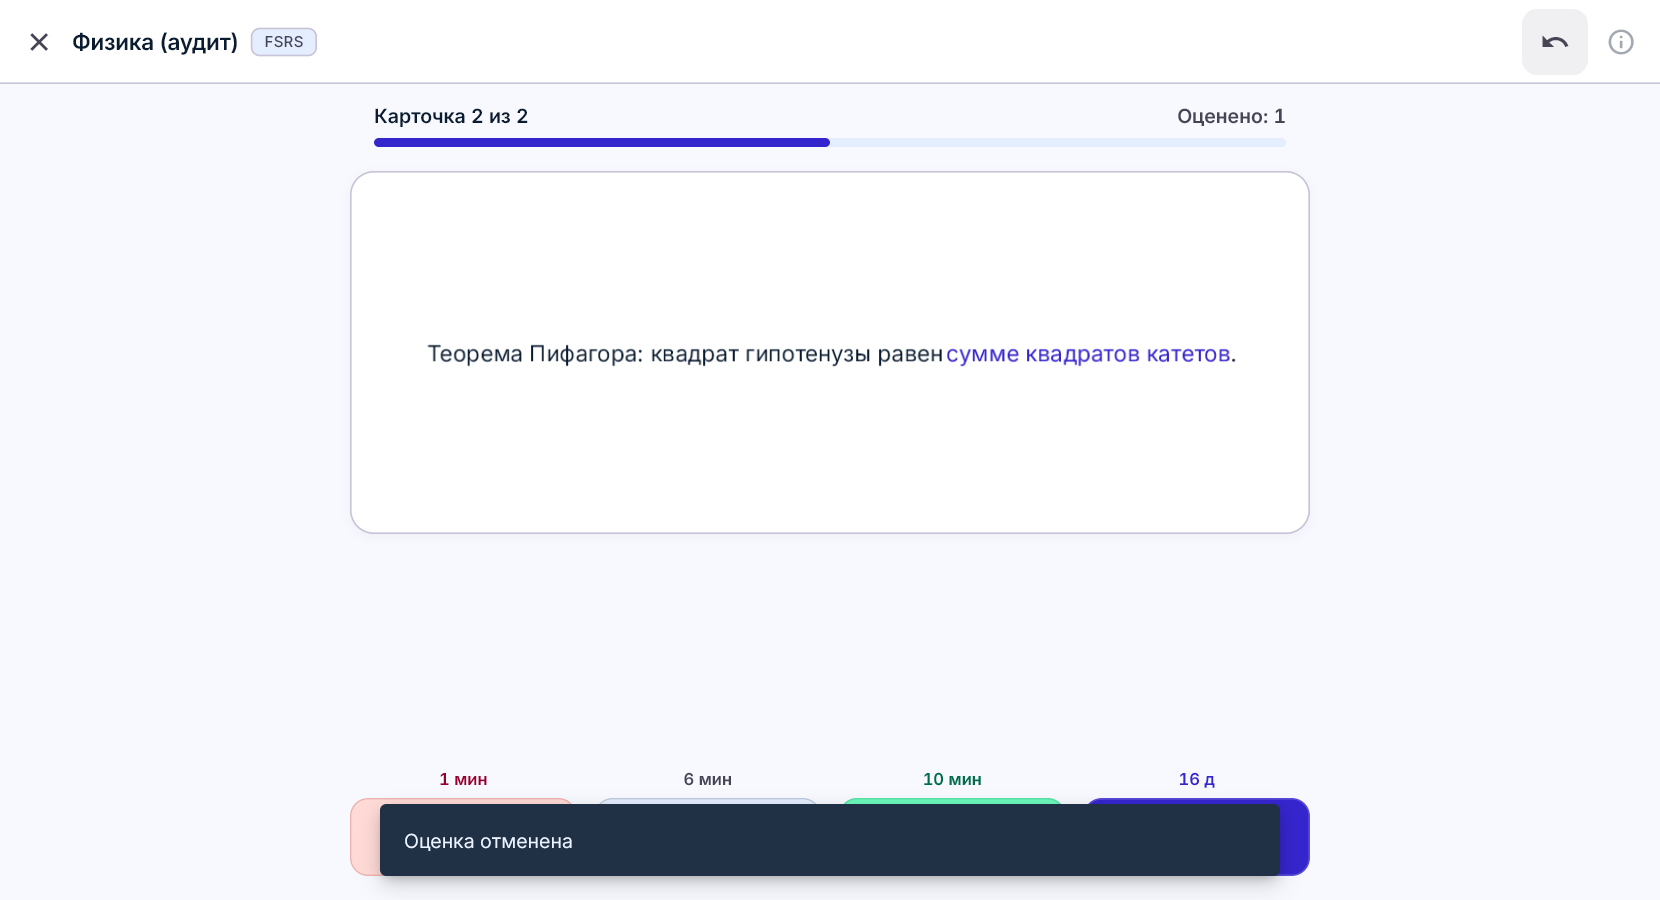 Физика (аудит) FSRS
Карточка 2 из 2 Оценено: 1
Теорема Пифагора: квадрат гипотенузы равен сумме квадратов катетов.
1 мин 6 мин 10 мин 16 д
Оценка отменена